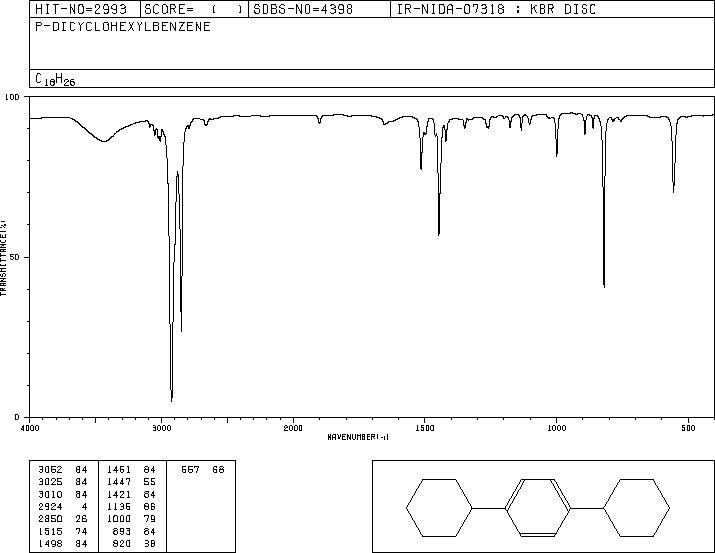 HIT-NO=2993 SCORE= ( ) SDBS-NO=4398 IR-NIDA-07318 : KBR DISC
P-DICYCLOHEXYLBENZENE
C18H26
100
50
0
TRANSMITTANCE(%)
4000 3000 2000 1500 1000 500
WAVENUMBER(-1)
3062 84 1461 84 557 68
3025 84 1447 55
3010 84 1421 84
2924 4 1136 86
2850 26 1000 79
1515 74 893 84
1498 84 820 38